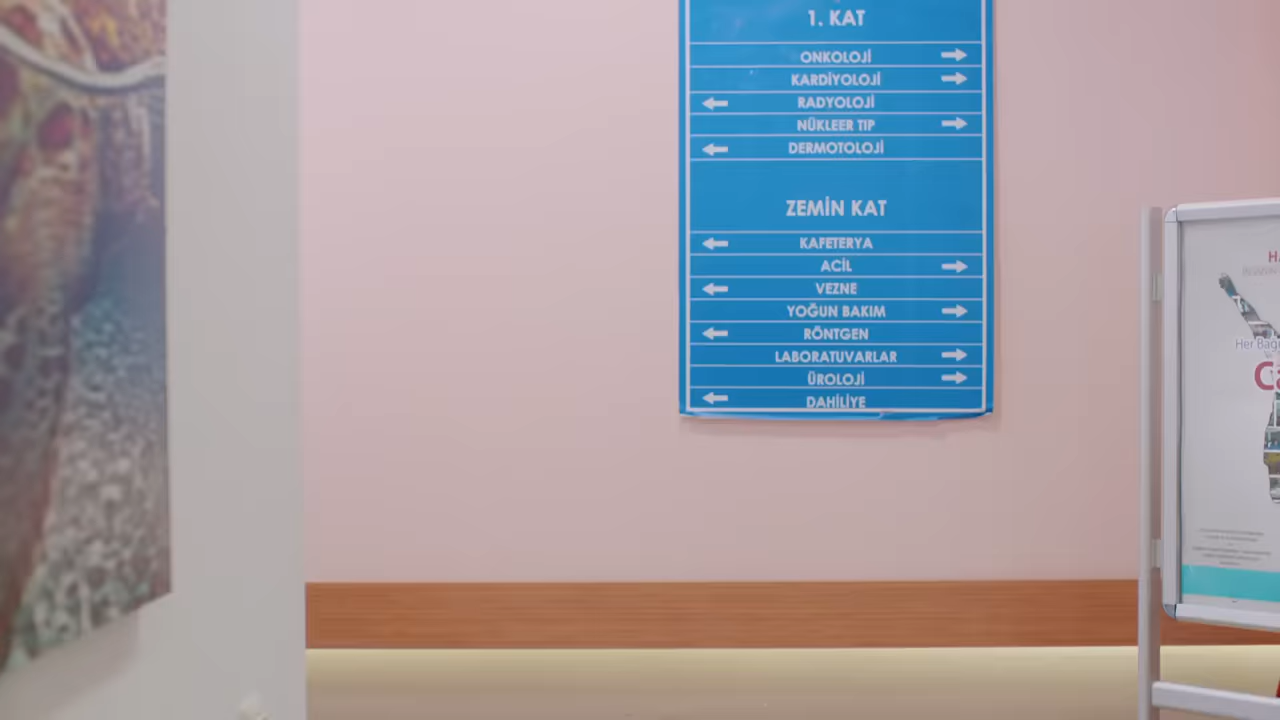 1. KAT
ONKOLOJİ
KARDİYOLOJİ
RADYOLOJİ
NÜKLEER TIP
DERMOTOLOJİ
ZEMİN KAT
KAFETERYA
ACİL
VEZNE
YOĞUN BAKIM
RÖNTGEN
LABORATUVARLAR
ÜROLOJİ
DAHİLİYE
Her